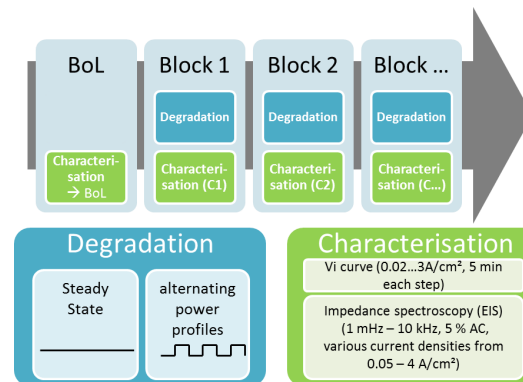 BoL
Block 1
Block 2
Block ...
Degradation
Degradation
Degradation
Characteri-
sation
→ BoL
Characteri-
sation (C1)
Characteri-
sation (C2)
Characteri-
sation (C...)
Degradation
Steady
State
alternating
power
profiles
Characterisation
Vi curve (0.02...3A/cm², 5 min
each step)
Impedance spectroscopy (EIS)
(1 mHz – 10 kHz, 5 % AC,
various current densities from
0.05 – 4 A/cm²)